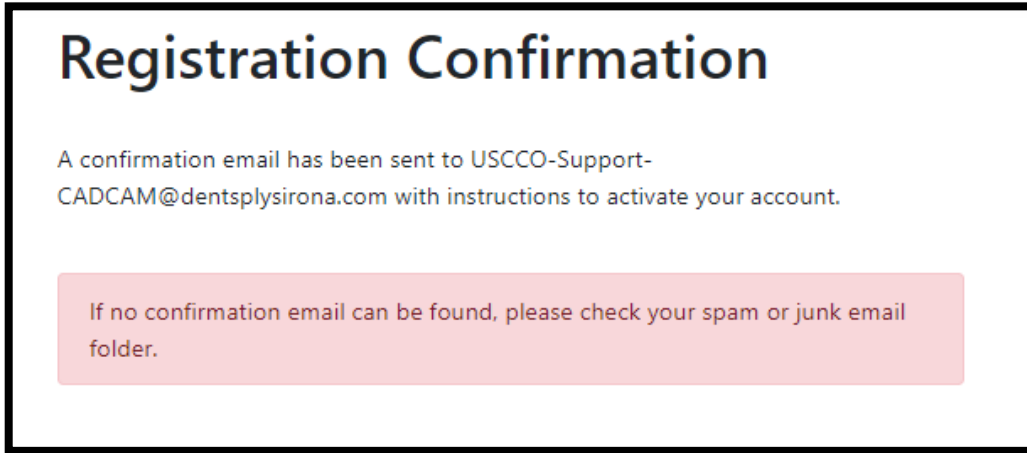 Registration Confirmation
A confirmation email has been sent to USCCO-Support-
CADCAM@dentsplysirona.com with instructions to activate your account.
If no confirmation email can be found, please check your spam or junk email
folder.